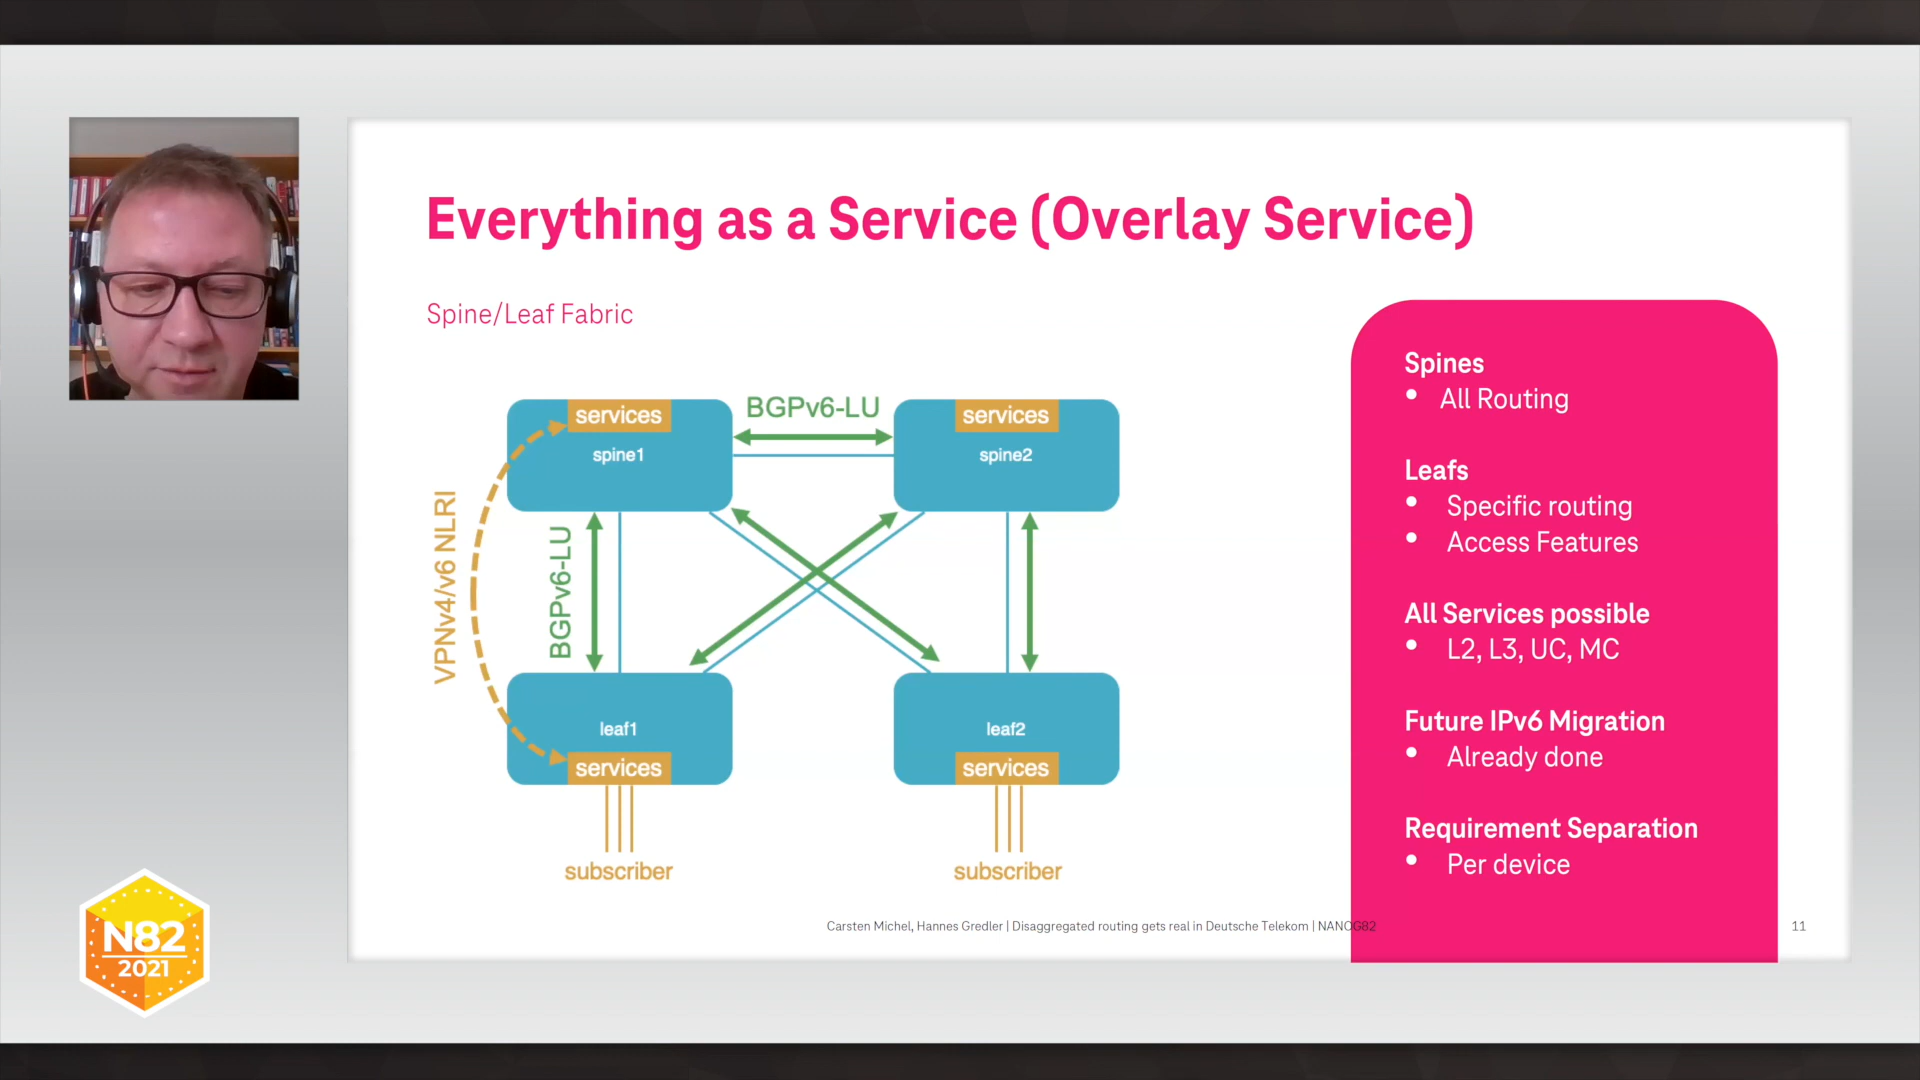 Everything as a Service (Overlay Service)
Spine/Leaf Fabric
services
BGPv6-LU
services
spine1
spine2
VPNv4/v6 NLRI
BGPv6-LU
leaf1
leaf2
services
services
subscriber
subscriber
Spines
• All Routing
Leafs
• Specific routing
• Access Features
All Services possible
• L2, L3, UC, MC
Future IPv6 Migration
• Already done
Requirement Separation
• Per device
Carsten Michel, Hannes Gredler | Disaggregated routing gets real in Deutsche Telekom | NANOG82
11
N82
2021